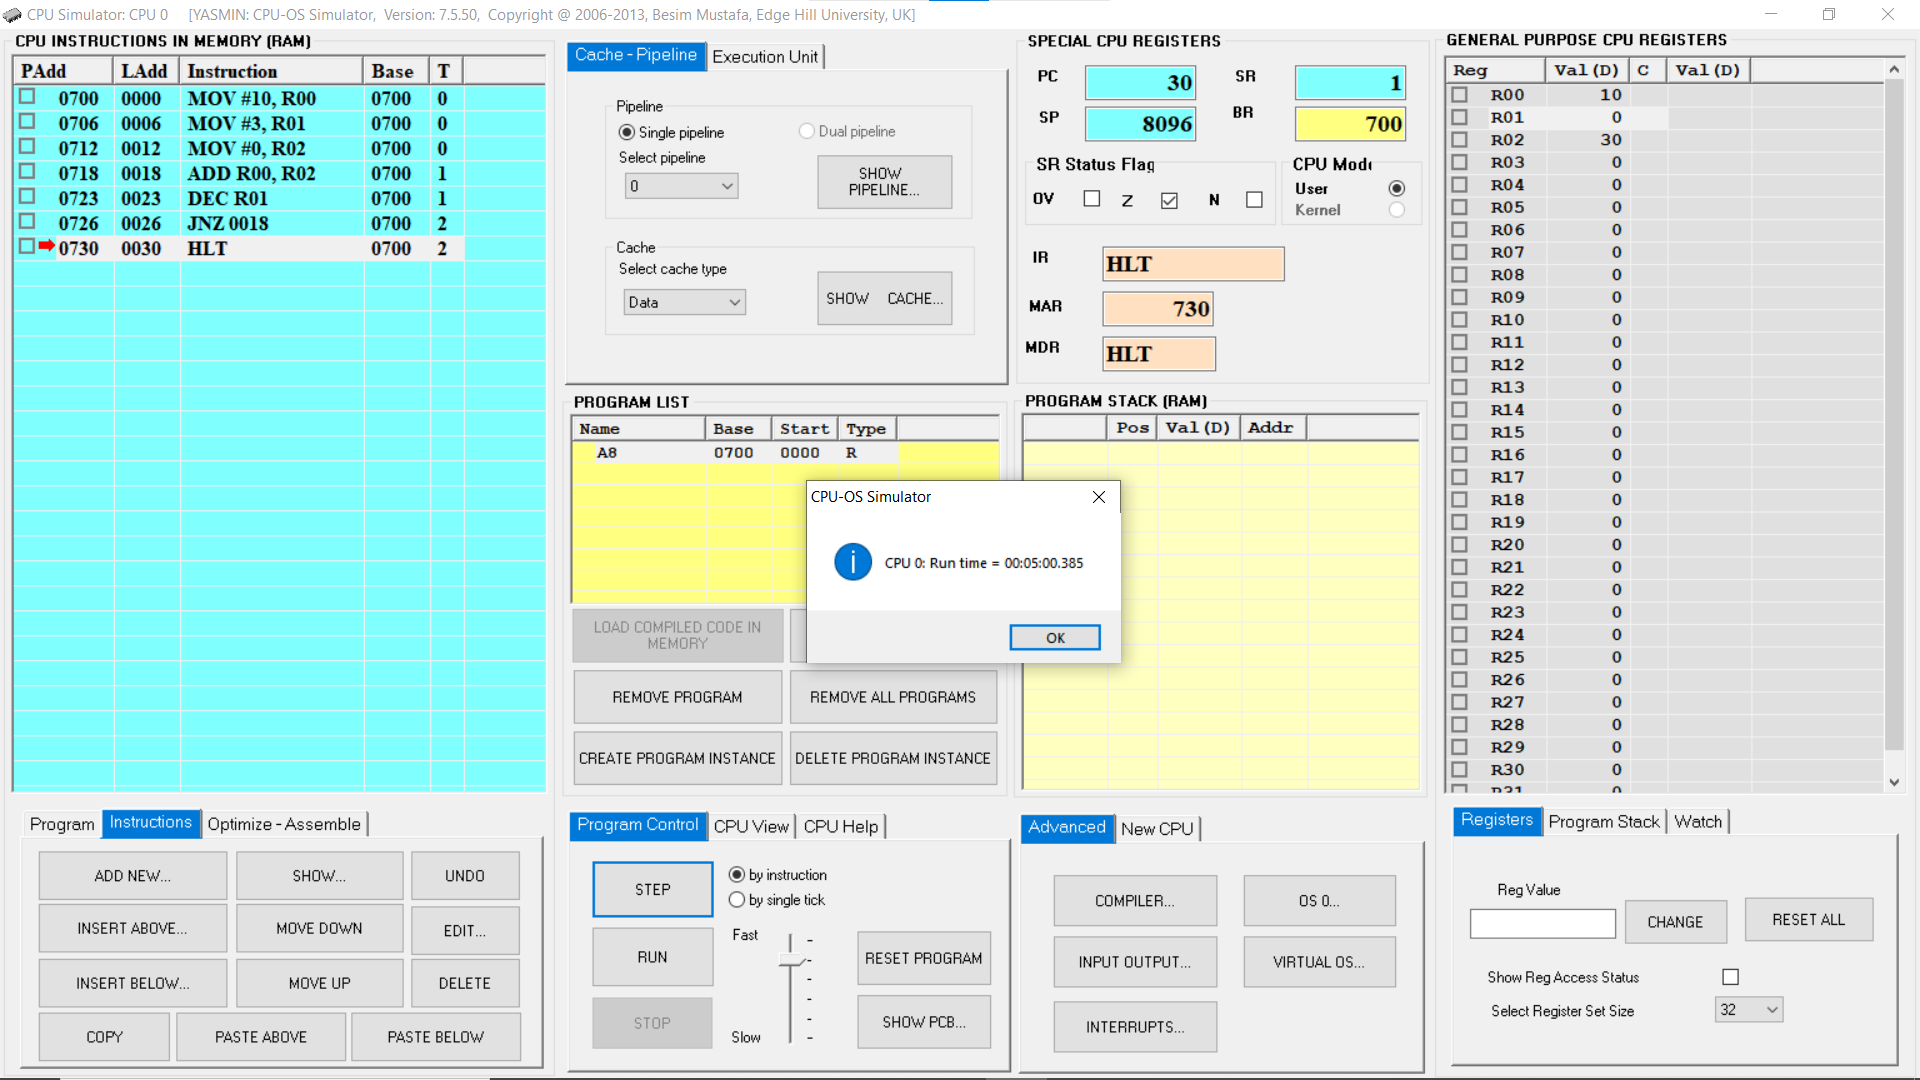 CPU Simulator: CPU 0 [YASMIN: CPU-OS Simulator, Version: 7.5.50, Copyright @ 2006-2013, Besim Mustafa, Edge Hill University, UK]
CPU INSTRUCTIONS IN MEMORY (RAM)
PAdd LAdd Instruction Base T
0700 0000 MOV #10, R00 0700 0
0706 0006 MOV #3, R01 0700 0
0712 0012 MOV #0, R02 0700 0
0718 0018 ADD R00, R02 0700 1
0723 0023 DEC R01 0700 1
0726 0026 JNZ 0018 0700 2
0730 0030 HLT 0700 2
Program Instructions Optimize - Assemble
ADD NEW... SHOW... UNDO
INSERT ABOVE... MOVE DOWN EDIT...
INSERT BELOW... MOVE UP DELETE
COPY PASTE ABOVE PASTE BELOW
Cache - Pipeline Execution Unit
Pipeline
Single pipeline Dual pipeline
Select pipeline
0
SHOW
PIPELINE...
Cache
Select cache type
Data
SHOW CACHE...
PROGRAM LIST
Name Base Start Type
A8 0700 0000 R
LOAD COMPILED CODE IN
MEMORY
REMOVE PROGRAM REMOVE ALL PROGRAMS
CREATE PROGRAM INSTANCE DELETE PROGRAM INSTANCE
CPU-OS Simulator
CPU 0: Run time = 00:05:00.385
OK
Program Control CPU View CPU Help
STEP
by instruction
by single tick
RUN
STOP
Fast
Slow
RESET PROGRAM
SHOW PCB...
SPECIAL CPU REGISTERS
PC 30 SR 1
SP 8096 BR 700
SR Status Flag
OV Z N
CPU Mode
User
Kernel
IR HLT
MAR 730
MDR HLT
PROGRAM STACK (RAM)
Pos Val(D) Addr
Advanced New CPU
COMPILER... OS 0...
INPUT OUTPUT... VIRTUAL OS...
INTERRUPTS...
GENERAL PURPOSE CPU REGISTERS
Reg Val(D) C Val(D)
R00 10
R01 0
R02 30
R03 0
R04 0
R05 0
R06 0
R07 0
R08 0
R09 0
R10 0
R11 0
R12 0
R13 0
R14 0
R15 0
R16 0
R17 0
R18 0
R19 0
R20 0
R21 0
R22 0
R23 0
R24 0
R25 0
R26 0
R27 0
R28 0
R29 0
R30 0
R31 0
Registers Program Stack Watch
Reg Value
CHANGE RESET ALL
Show Reg Access Status
Select Register Set Size 32